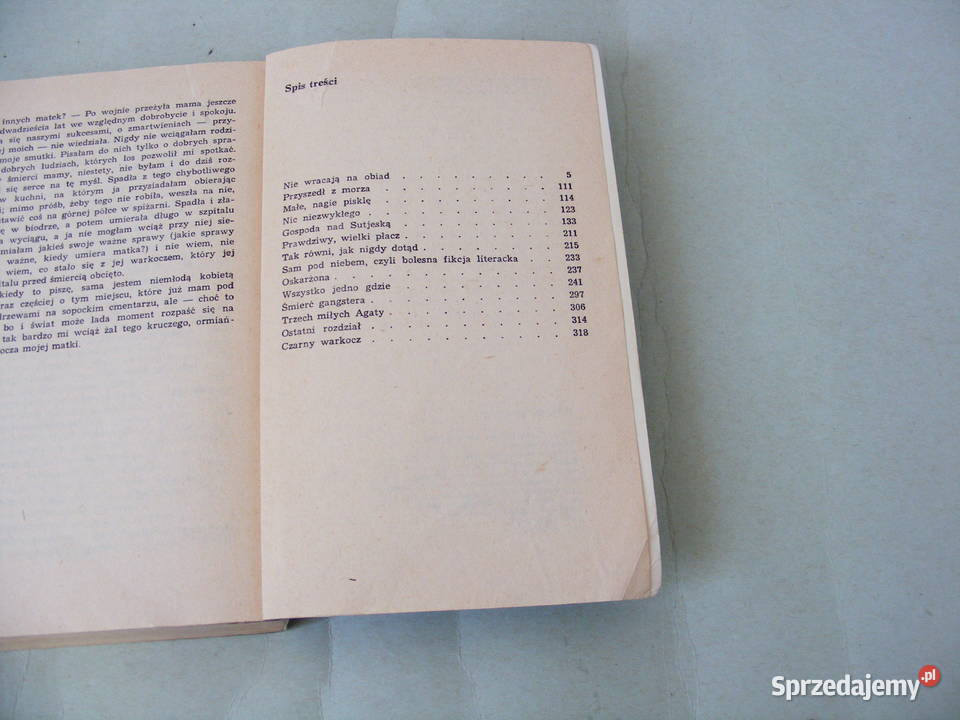 innych matek? — Po wojnie przeżyła mama jeszcze
dwadzieścia lat we względnym dobrobycie i spokoju.
się naszymi sukcesami, o zmartwieniach — przy-
moich — nie wiedziała. Nigdy nie wciągałam rodzi-
moje smutki. Pisałam do nich tylko o dobrych spra-
dobrych ludziach, których los pozwolił mi spotkać.
śmierci mamy, niestety, nie byłam i do dziś roz-
się serce na tę myśl. Spadła z tego chybotliwego
w kuchni, na którym ja przysiadałam obierając
mimo próśb, żeby tego nie robiła, weszła na nie,
tawić coś na górnej półce w spiżarni. Spadła i zła-
w biodrze, a potem umierała długo w szpitalu
wyciągu, a ja nie mogłam wciąż przy niej sie-
miałam jakieś swoje ważne sprawy (jakie sprawy
ważne, kiedy umiera matka?) i nie wiem, nie
wiem, co stało się z jej warkoczem, który jej
pitalu przed śmiercią obcięto.
kiedy to piszę, sama jestem niemłodą kobietą
raz częściej o tym miejscu, które już mam pod
drzewami na sopockim cmentarzu, ale — choć to
bo i świat może lada moment rozpaść się na
tak bardzo mi wciąż żal tego kruczego, ormiań-
ocza mojej matki.
Spis treści
Nie wracają na obiad . . . . . . . . 5
Przyszedł z morza . . . . . . . . . 111
Małe, nagie pisklę . . . . . . . . . 114
Nic niezwykłego . . . . . . . . . 123
Gospoda nad Sutjeską . . . . . . . . 133
Prawdziwy, wielki płacz . . . . . . . . 211
Tak równi, jak nigdy dotąd . . . . . . . 215
Sam pod niebem, czyli bolesna fikcja literacka . . 233
Oskarżona . . . . . . . . . . 237
Wszystko jedno gdzie . . . . . . . . 241
Śmierć gangstera . . . . . . . . . 297
Trzech miłych Agaty . . . . . . . . 306
Ostatni rozdział . . . . . . . . . 314
Czarny warkocz . . . . . . . . . 318
Sprzedajemy.pl